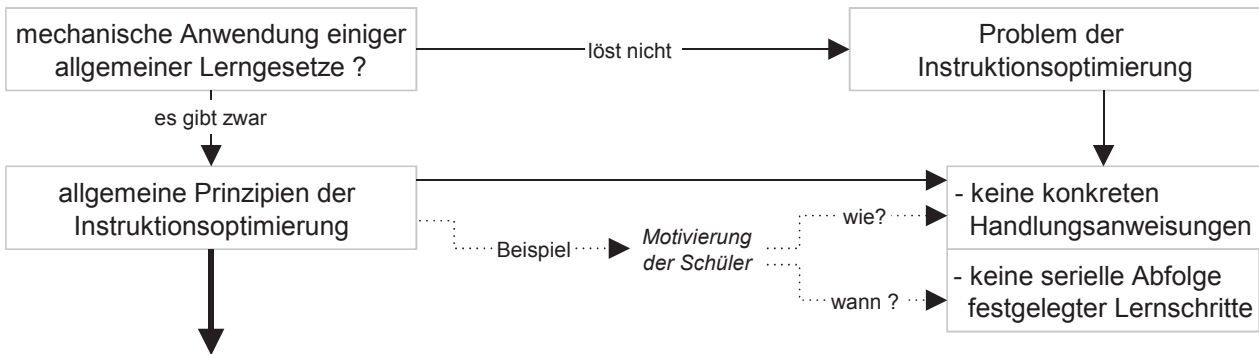 mechanische Anwendung einiger
allgemeiner Lerngesetze ?
löst nicht
Problem der
Instruktionsoptimierung
es gibt zwar
allgemeine Prinzipien der
Instruktionsoptimierung
Beispiel
Motivierung
der Schüler
wie?
wann ?
- keine konkreten
Handlungsanweisungen
- keine serielle Abfolge
festgelegter Lernschritte